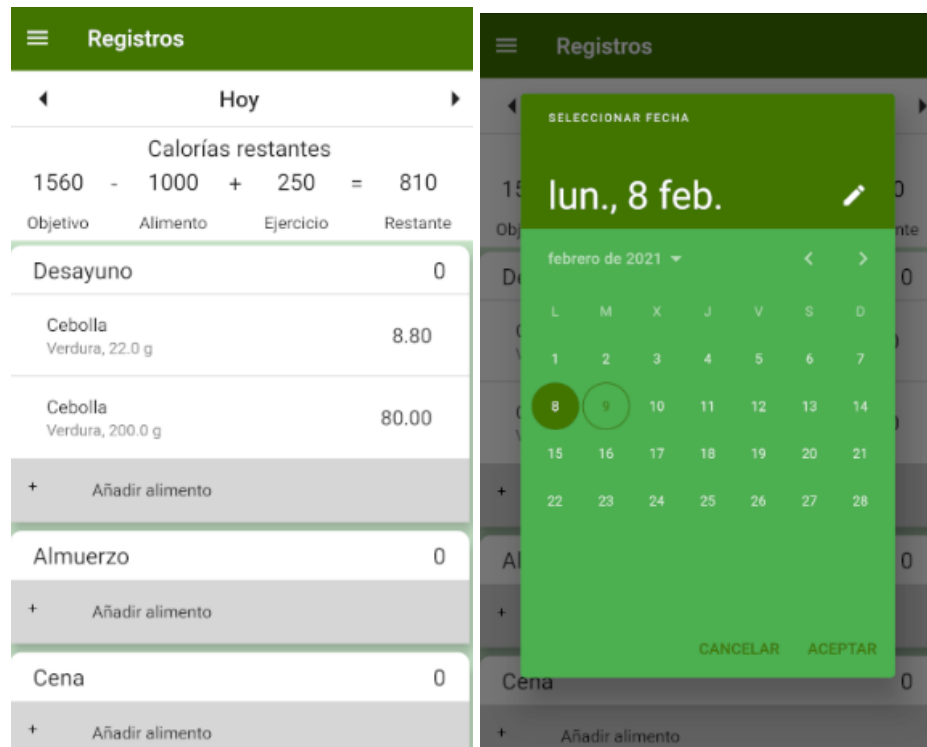 Registros
Hoy
Calorías restantes
1560 - 1000 + 250 = 810
Objetivo Alimento Ejercicio Restante
Desayuno 0
Cebolla 8.80
Verdura, 22.0 g
Cebolla 80.00
Verdura, 200.0 g
+ Añadir alimento
Almuerzo 0
+ Añadir alimento
Cena 0
+ Añadir alimento
Registros
SELECCIONAR FECHA
lun., 8 feb.
febrero de 2021
L M X J V S D
1 2 3 4 5 6 7
8 9 10 11 12 13 14
15 16 17 18 19 20 21
22 23 24 25 26 27 28
CANCELAR ACEPTAR
0
+
0
+
Cena 0
+ Añadir alimento